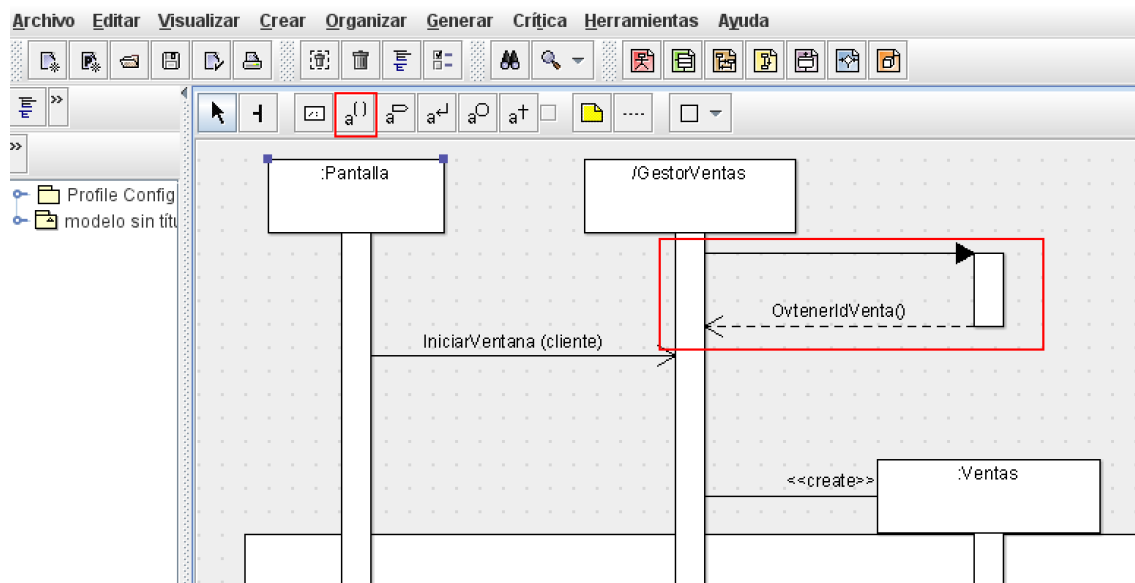 Archivo Editar Visualizar Crear Organizar Generar Crítica Herramientas Ayuda
:Pantalla
/GestorVentas
Profile Config
modelo sin títu
OvtenerIdVenta()
IniciarVentana (cliente)
<<create>>
:Ventas